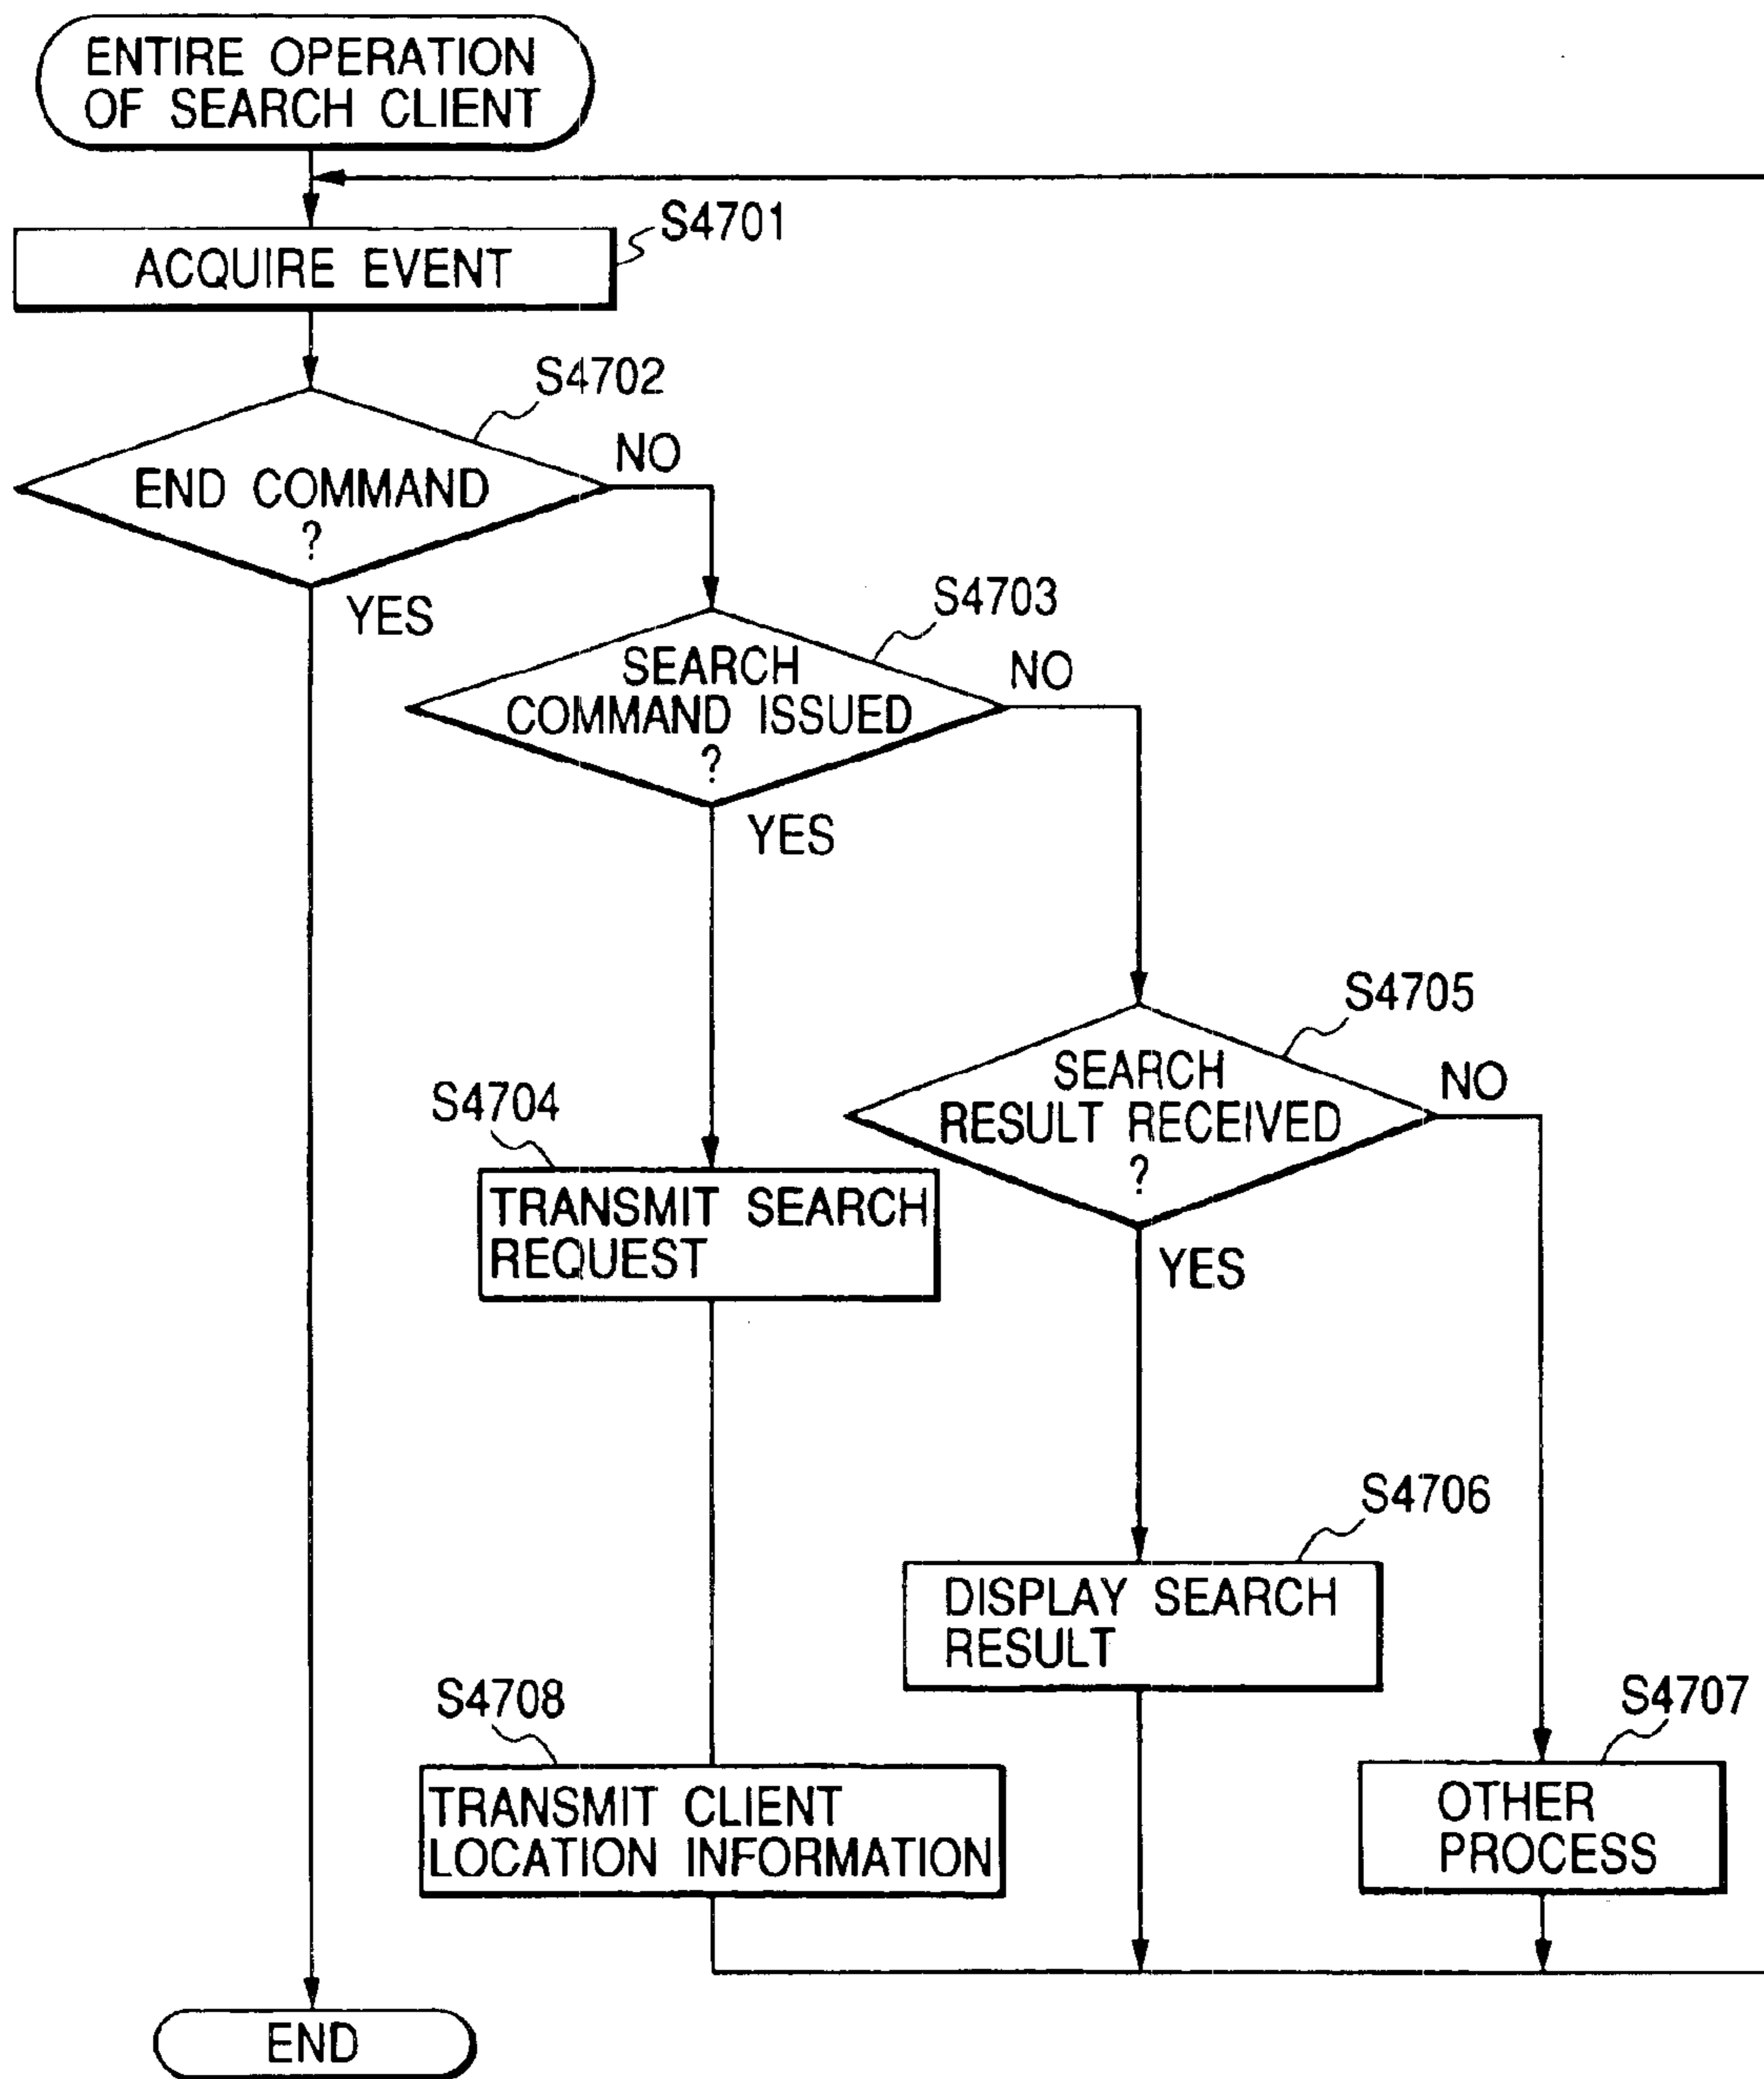 ENTIRE OPERATION
OF SEARCH CLIENT
S4701
ACQUIRE EVENT
S4702
END COMMAND
?
NO
YES
S4703
SEARCH
COMMAND ISSUED
?
NO
YES
S4705
SEARCH
RESULT RECEIVED
?
NO
YES
S4704
TRANSMIT SEARCH
REQUEST
S4706
DISPLAY SEARCH
RESULT
S4708
TRANSMIT CLIENT
LOCATION INFORMATION
S4707
OTHER
PROCESS
END